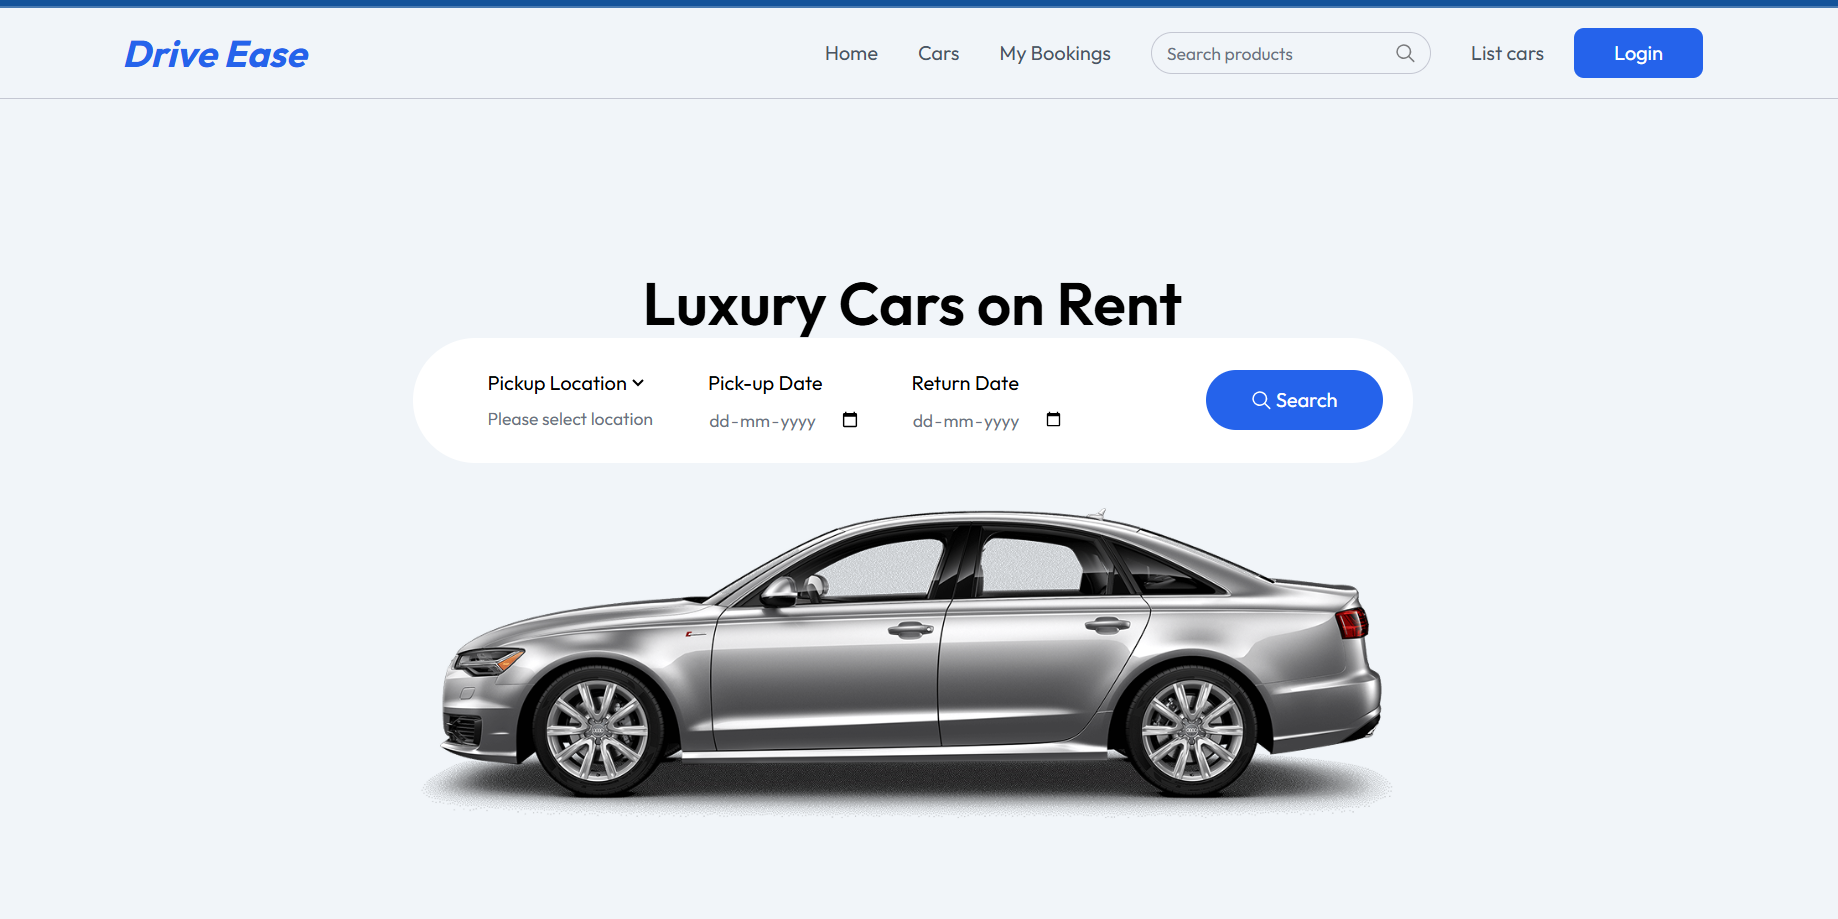 Drive Ease
Home
Cars
My Bookings
Search products
List cars
Login
Luxury Cars on Rent
Pickup Location
Pick-up Date
Return Date
Please select location
dd-mm-yyyy
dd-mm-yyyy
Search